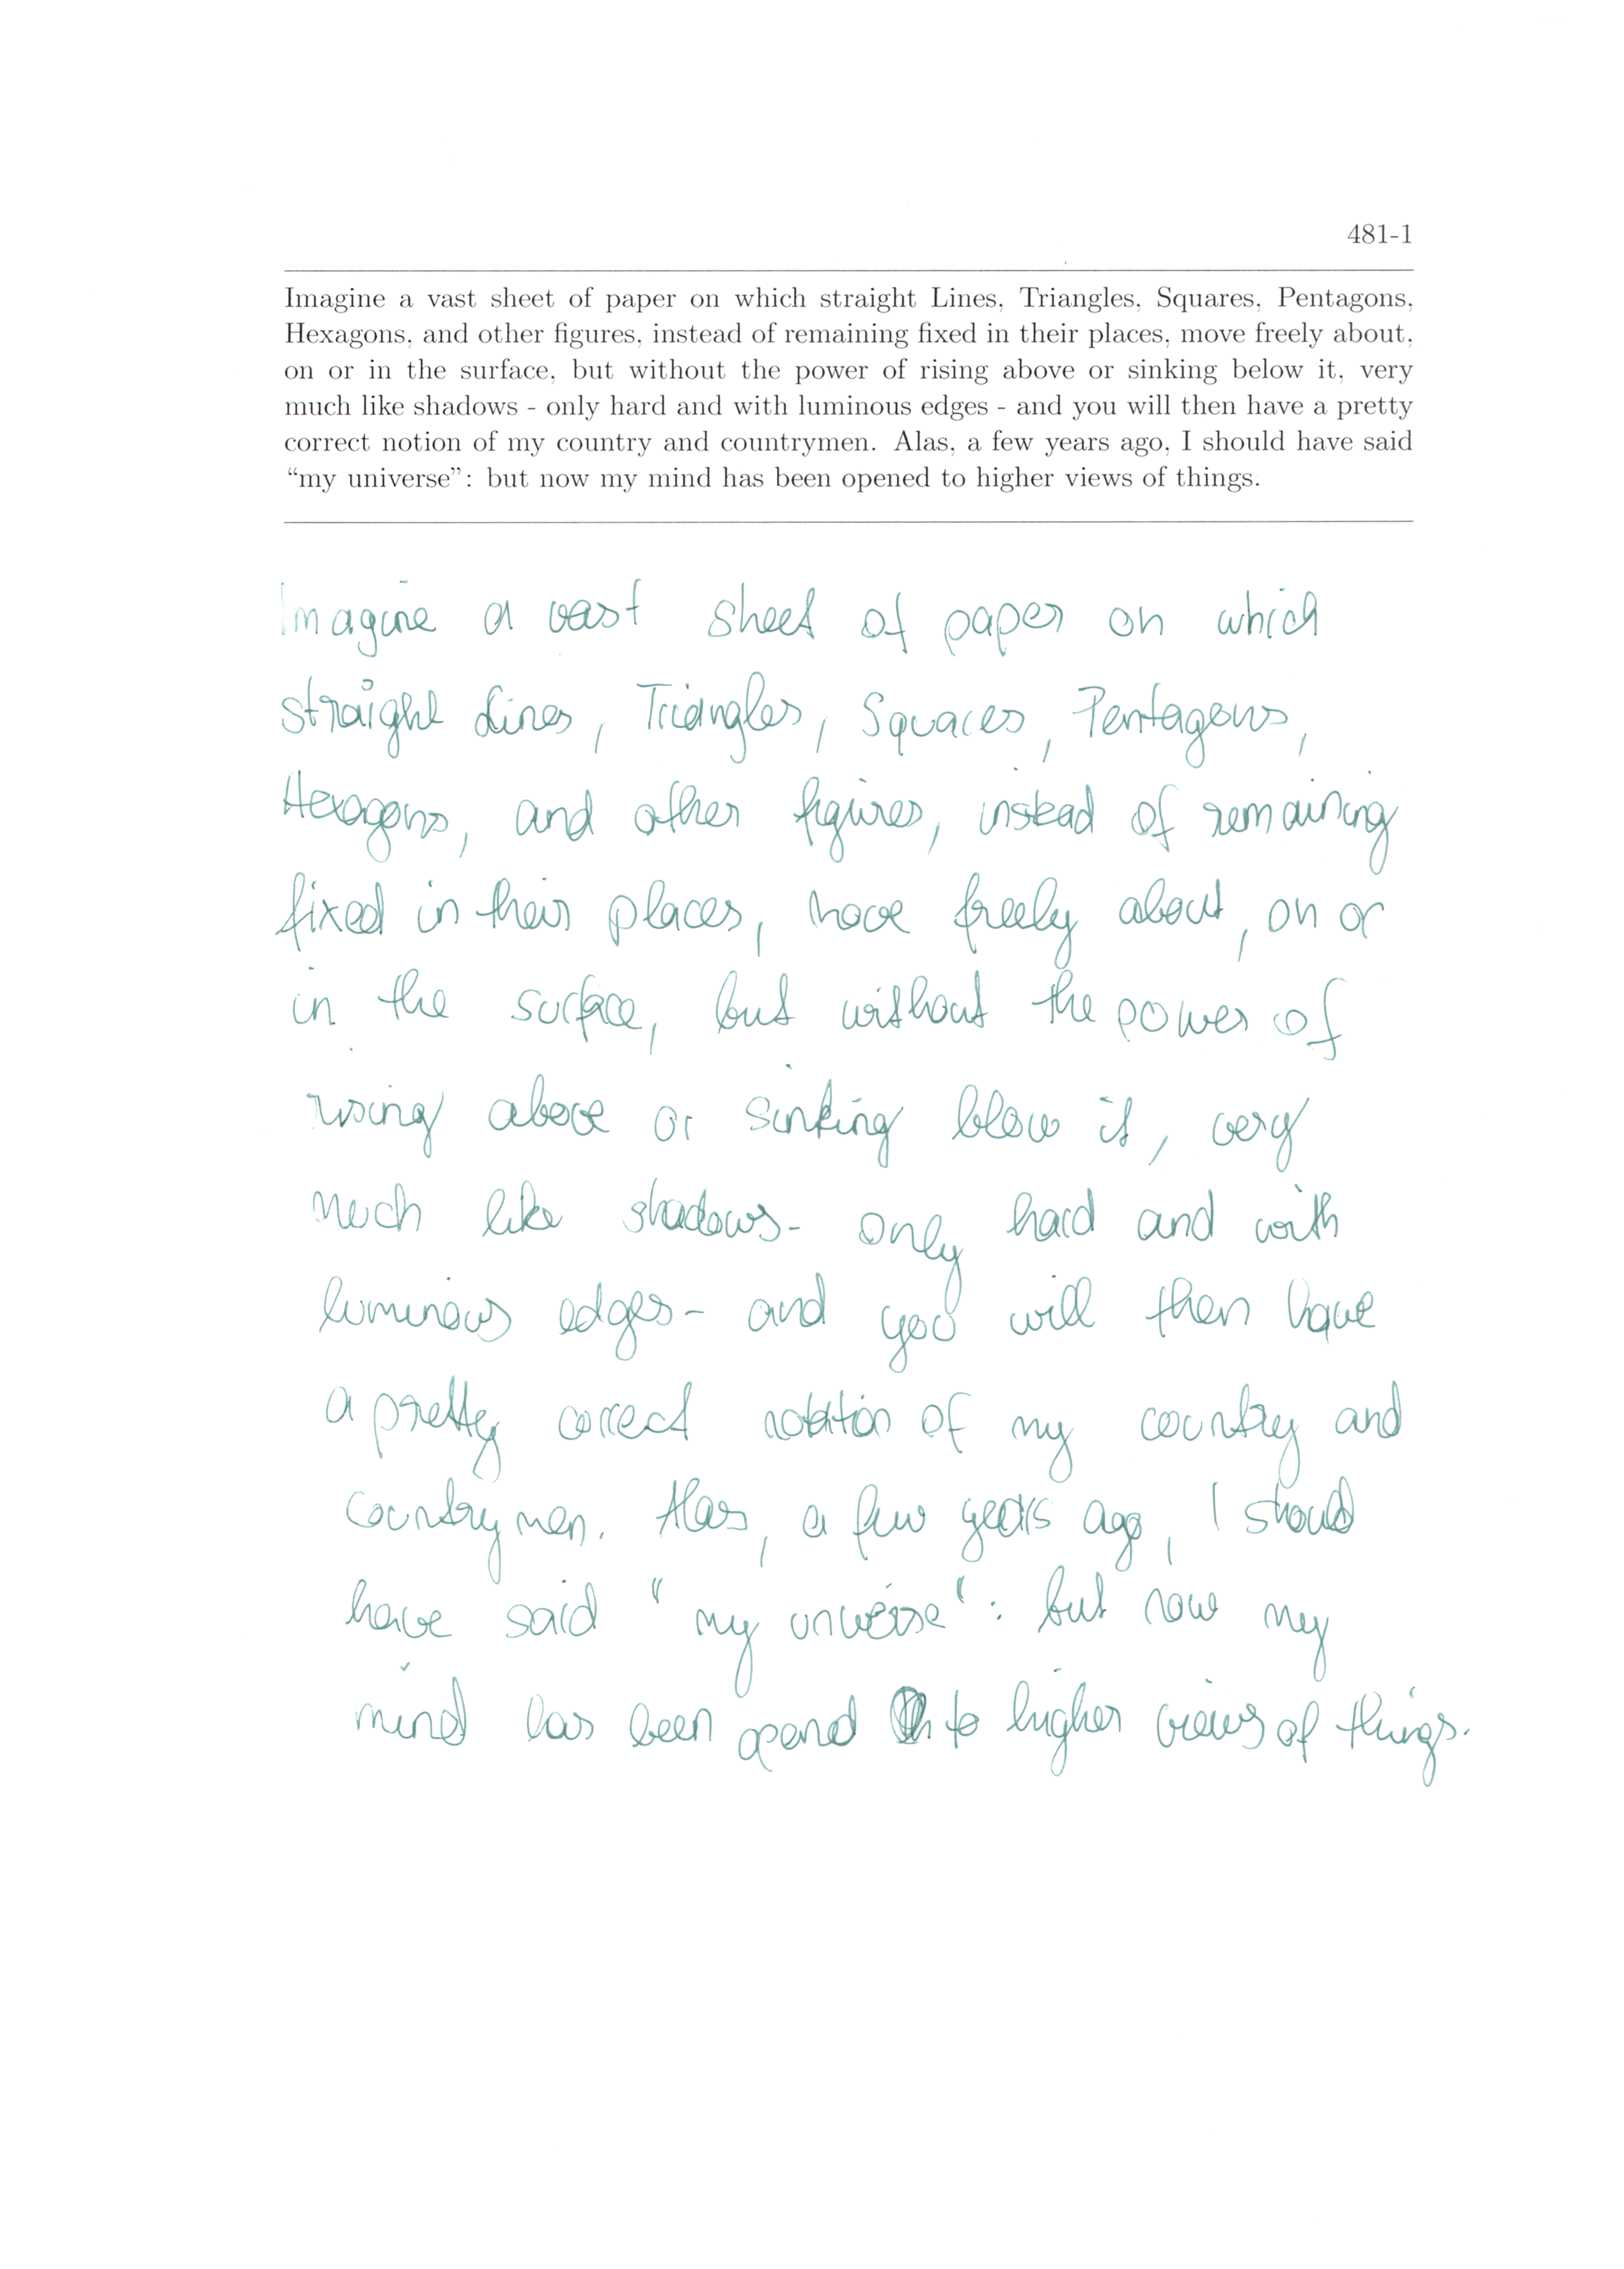 481-1
Imagine a vast sheet of paper on which straight Lines, Triangles, Squares, Pentagons,
Hexagons, and other figures, instead of remaining fixed in their places, move freely about,
on or in the surface, but without the power of rising above or sinking below it, very
much like shadows - only hard and with luminous edges - and you will then have a pretty
correct notion of my country and countrymen. Alas, a few years ago, I should have said
“my universe”: but now my mind has been opened to higher views of things.
Imagine a vast sheet of paper on which
straight Lines, Triangles, Squares, Pentagons,
Hexagons, and other figures, instead of remaining
fixed in their places, move freely about, on or
in the surface, but without the power of
rising above or sinking blow it, very
much like shadows - only hard and with
luminous edges - and you will then have
a pretty correct notition of my country and
countrymen. Alas, a few years ago, I should
have said "my universe": but now my
mind has been opend to higher views of things.